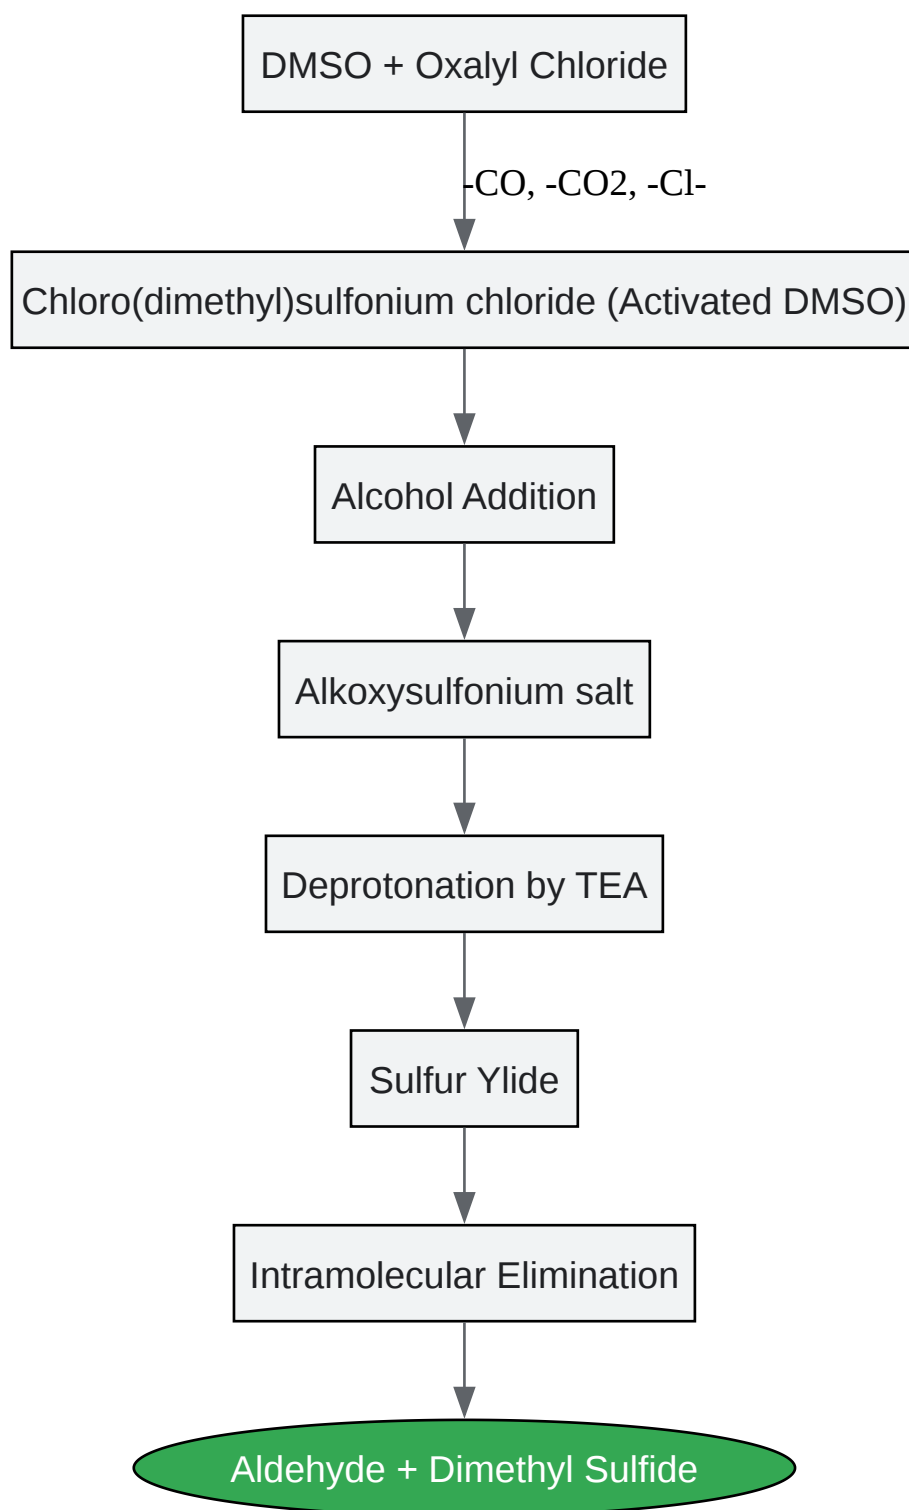 DMSO + Oxalyl Chloride
-CO, -CO2, -Cl-
Chloro(dimethyl)sulfonium chloride (Activated DMSO)
Alcohol Addition
Alkoxysulfonium salt
Deprotonation by TEA
Sulfur Ylide
Intramolecular Elimination
Aldehyde + Dimethyl Sulfide